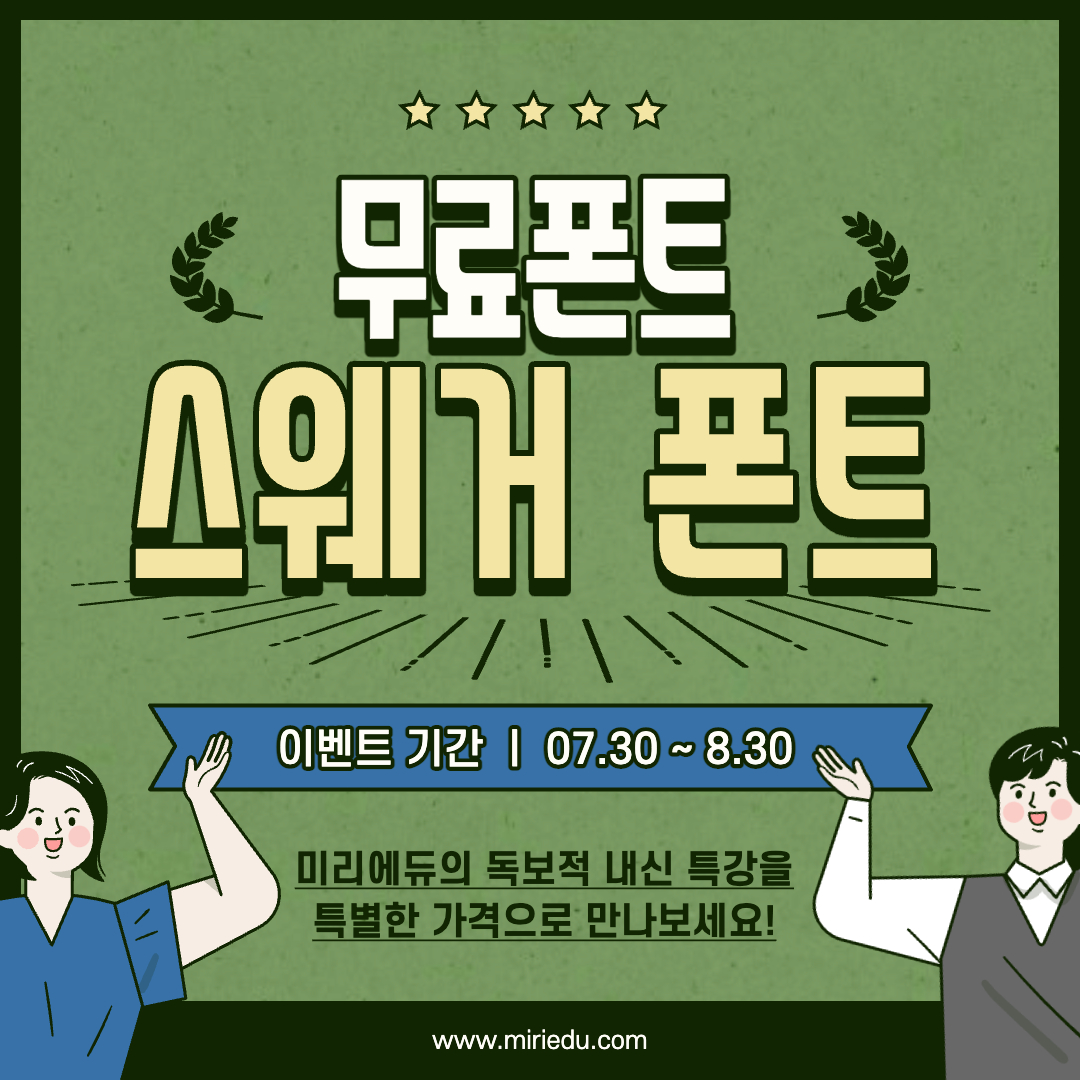 무료폰트
스웨거 폰트
이벤트 기간 ㅣ 07.30 ~ 8.30
미리에듀의 독보적 내신 특강을
특별한 가격으로 만나보세요!
www.miriedu.com